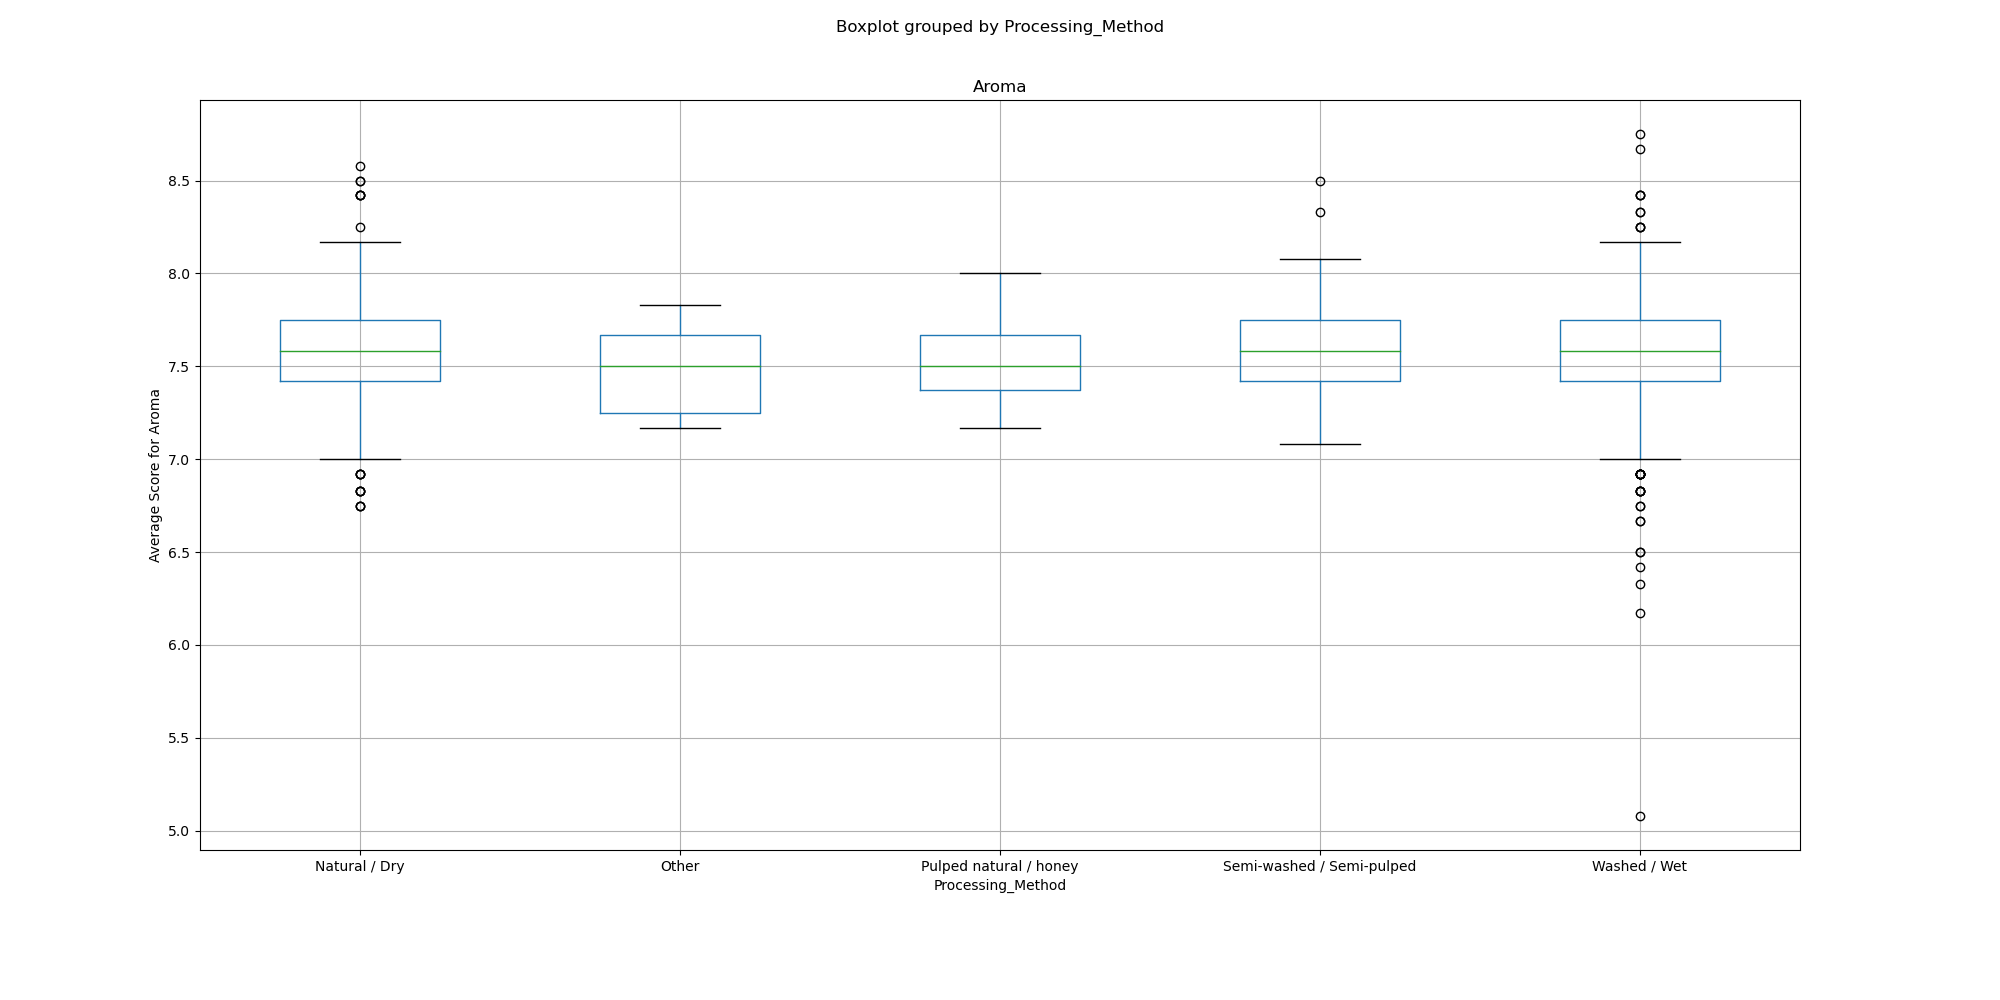 Boxplot grouped by Processing_Method
Aroma
Average Score for Aroma
8.5
8.0
7.5
7.0
6.5
6.0
5.5
5.0
Natural / Dry
Other
Pulped natural / honey
Semi-washed / Semi-pulped
Washed / Wet
Processing_Method